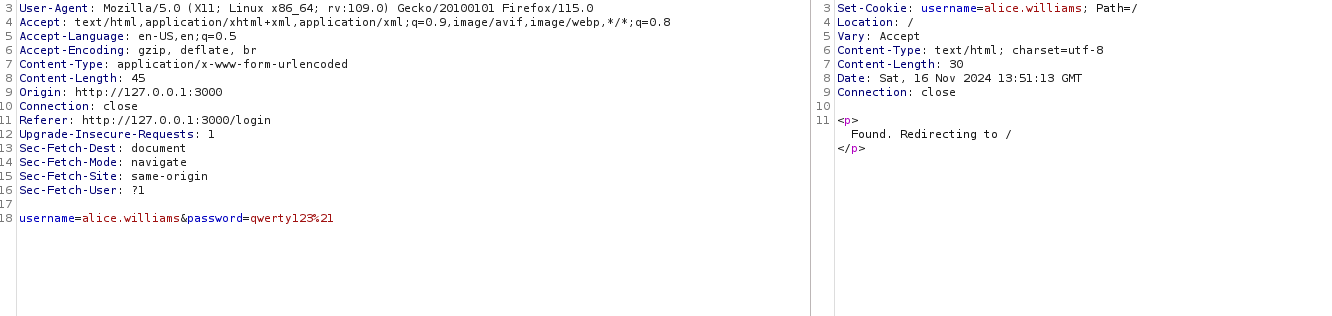 3 User-Agent: Mozilla/5.0 (X11; Linux x86_64; rv:109.0) Gecko/20100101 Firefox/115.0
4 Accept: text/html,application/xhtml+xml,application/xml;q=0.9,image/avif,image/webp,*/*;q=0.8
5 Accept-Language: en-US,en;q=0.5
6 Accept-Encoding: gzip, deflate, br
7 Content-Type: application/x-www-form-urlencoded
8 Content-Length: 45
9 Origin: http://127.0.0.1:3000
10 Connection: close
11 Referer: http://127.0.0.1:3000/login
12 Upgrade-Insecure-Requests: 1
13 Sec-Fetch-Dest: document
14 Sec-Fetch-Mode: navigate
15 Sec-Fetch-Site: same-origin
16 Sec-Fetch-User: ?1
17
18 username=alice.williams&password=qwerty123%21
3 Set-Cookie: username=alice.williams; Path=/
4 Location: /
5 Vary: Accept
6 Content-Type: text/html; charset=utf-8
7 Content-Length: 30
8 Date: Sat, 16 Nov 2024 13:51:13 GMT
9 Connection: close
10
11 <p>
Found. Redirecting to /
</p>